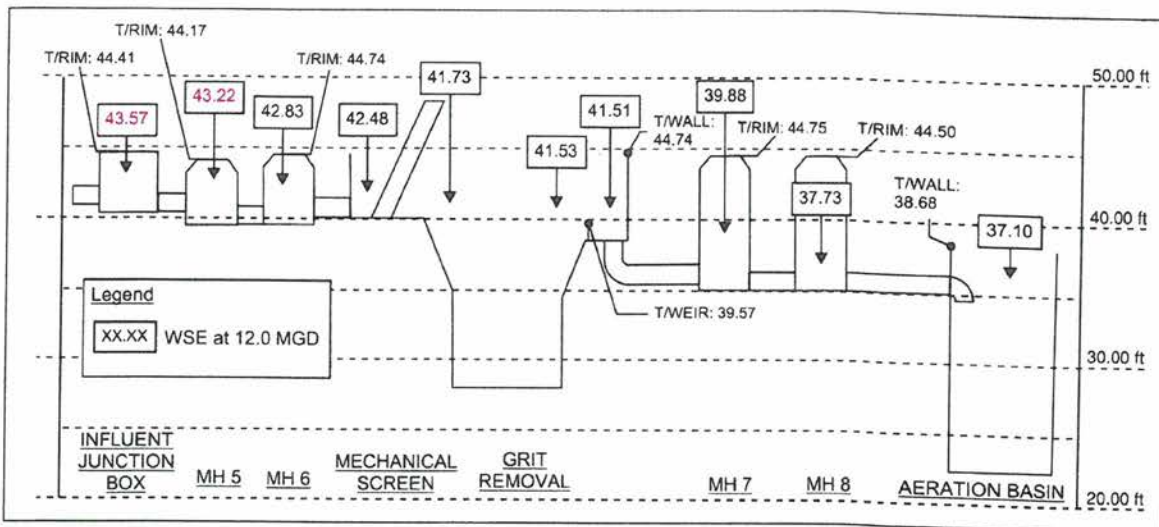 T/RIM: 44.17
T/RIM: 44.41
T/RIM: 44.74
41.73
50.00 ft
43.57
43.22
42.83
42.48
41.53
41.51
T/WALL:
44.74
39.88
T/RIM: 44.75
T/RIM: 44.50
37.73
T/WALL:
38.68
37.10
40.00 ft
T/WEIR: 39.57
Legend
XX.XX WSE at 12.0 MGD
30.00 ft
INFLUENT
JUNCTION
BOX
MH 5
MH 6
MECHANICAL
SCREEN
GRIT
REMOVAL
MH 7
MH 8
AERATION BASIN
20.00 ft